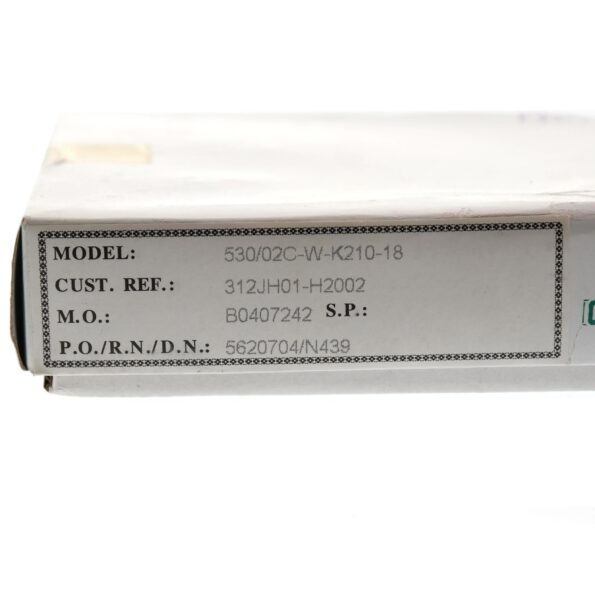 MODEL: 530/02C-W-K210-18
CUST. REF.: 312JH01-H2002
M.O.: B0407242 S.P.:
P.O./R.N./D.N.: 5620704/N439